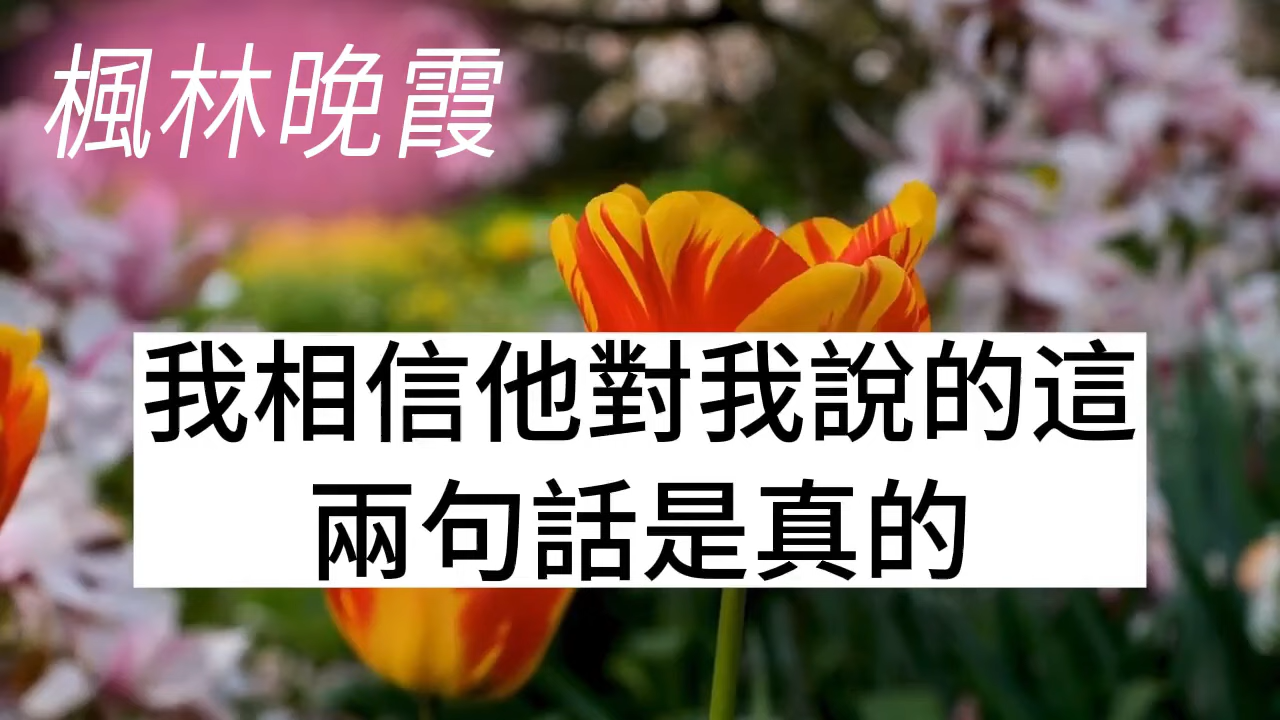 楓林晚霞
我相信他對我說的這
兩句話是真的